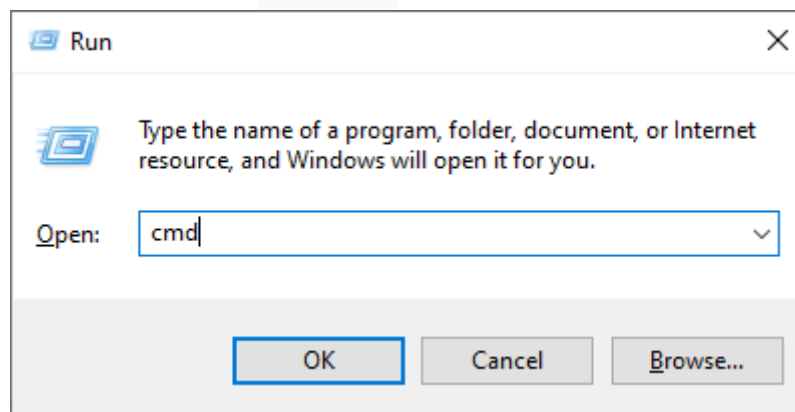 Run
Type the name of a program, folder, document, or Internet
resource, and Windows will open it for you.
Open: cmd
OK Cancel Browse...